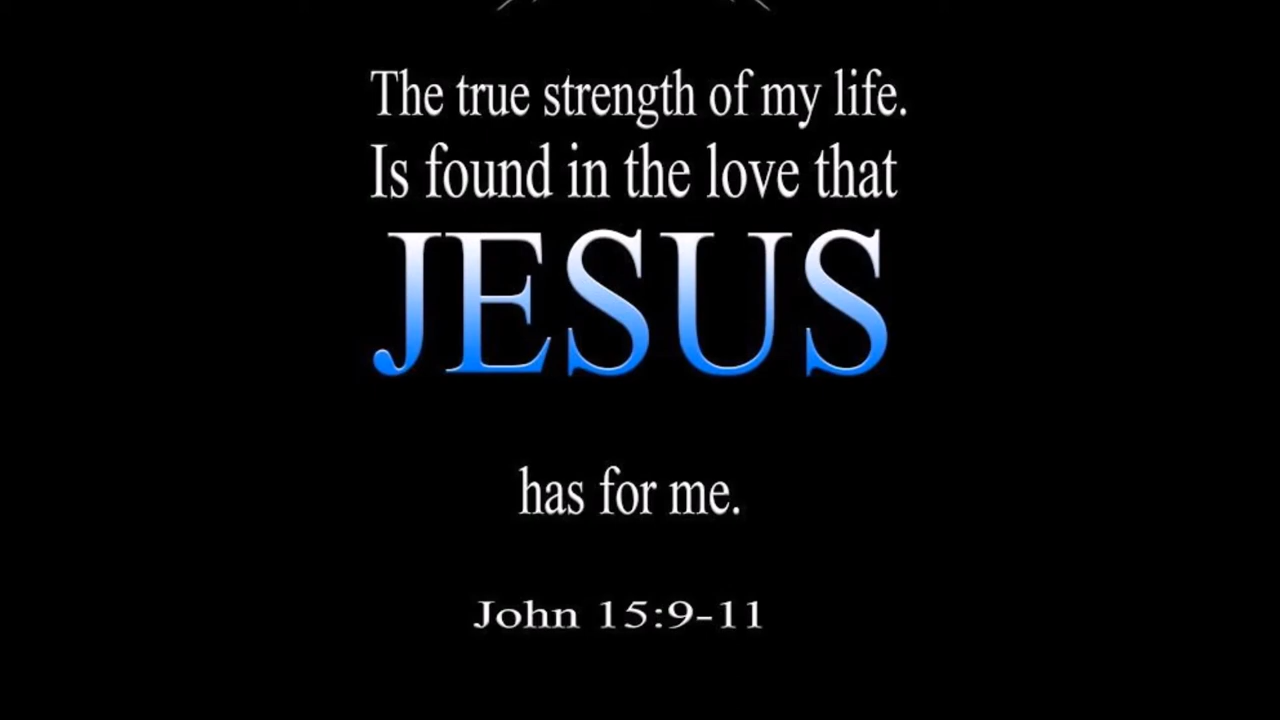 The true strength of my life.
Is found in the love that
JESUS
has for me.
John 15:9-11